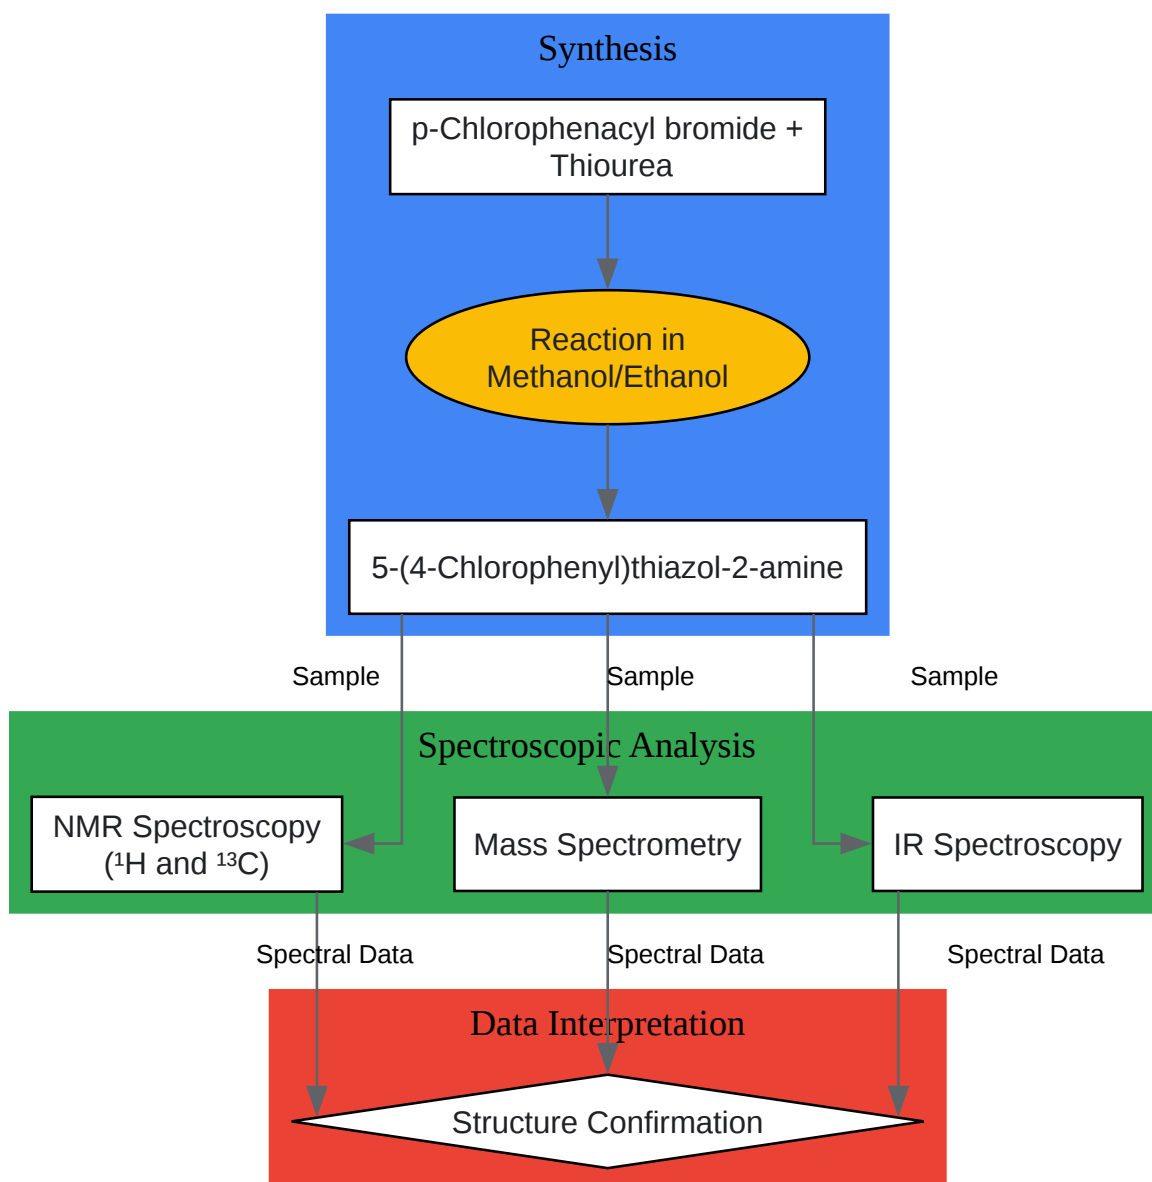 Synthesis
p-Chlorophenacyl bromide +
Thiourea
Reaction in
Methanol/Ethanol
5-(4-Chlorophenyl)thiazol-2-amine
Sample
Sample
Sample
Spectroscopic Analysis
NMR Spectroscopy
(¹H and ¹³C)
Mass Spectrometry
IR Spectroscopy
Spectral Data
Spectral Data
Spectral Data
Data Interpretation
Structure Confirmation